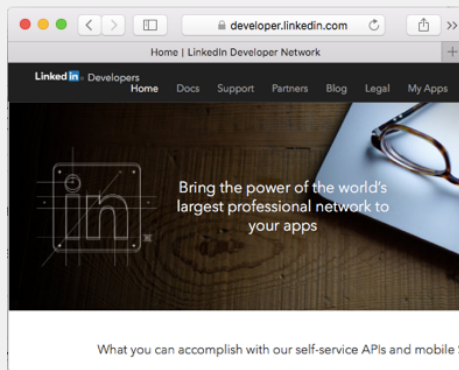 developer.linkedin.com
Home | LinkedIn Developer Network
Linked in Developers
Home Docs Support Partners Blog Legal My Apps
in
Bring the power of the world's
largest professional network to
your apps
What you can accomplish with our self-service APIs and mobile